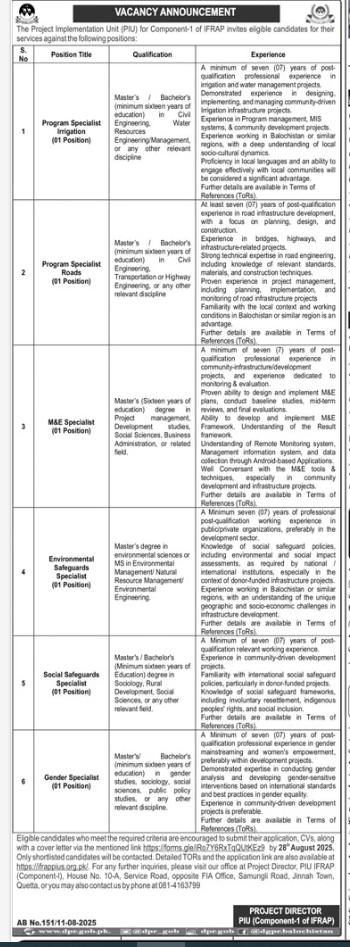 VACANCY ANNOUNCEMENT
The Project Implementation Unit (PIU) for Component-1 of IFRAP invites eligible candidates for their
services against the following positions:
S. No
Position Title
Qualification
Experience
1
Program Specialist
Irrigation
(01 Position)
Master's / Bachelor's
(minimum sixteen years of
education) in Civil
Engineering, Water
Resources
Engineering/Management,
or any other relevant
discipline
A minimum of seven (07) years of post-
qualification professional experience in
irrigation and water management projects.
Demonstrated experience in designing,
implementing, and managing community-driven
Irrigation infrastructure projects.
Experience in Program management, MIS
systems, & community development projects.
Experience working in Balochistan or similar
regions, with a deep understanding of local
socio-cultural dynamics.
Proficiency in local languages and an ability to
engage effectively with local communities will
be considered a significant advantage.
Further details are available in Terms of
References (ToRs).
2
Program Specialist
Roads
(01 Position)
Master's / Bachelor's
(minimum sixteen years of
education) in Civil
Engineering,
Transportation or Highway
Engineering, or any other
relevant discipline
At least seven (07) years of post-qualification
experience in road infrastructure development,
with a focus on planning, design, and
construction.
Experience in bridges, highways, and
infrastructure-related projects.
Strong technical expertise in road engineering,
including knowledge of relevant standards,
materials, and construction techniques.
Proven experience in project management,
including planning, implementation, and
monitoring of road infrastructure projects
Familiarity with the local context and working
conditions in Balochistan or similar region is an
advantage.
Further details are available in Terms of
References (ToRs).
3
M&E Specialist
(01 Position)
Master's (Sixteen years of
education) degree in
Project management,
Development studies,
Social Sciences, Business
Administration, or related
field.
A minimum of seven (7) years of post-
qualification professional experience in
community-infrastructure/development
projects, and experience dedicated to
monitoring & evaluation.
Proven ability to design and implement M&E
plans, conduct baseline studies, mid-term
reviews, and final evaluations.
Ability to develop and implement M&E
Framework. Understanding of the Result
framework.
Understanding of Remote Monitoring system,
Management information system, and data
collection through Android-based Applications.
Well Conversant with the M&E tools &
techniques, especially in community
development and infrastructure projects.
Further details are available in Terms of
References (ToRs).
4
Environmental
Safeguards
Specialist
(01 Position)
Master's degree in
environmental sciences or
MS in Environmental
Management/ Natural
Resource Management/
Environmental
Engineering.
A Minimum seven (07) years of professional
post-qualification working experience in
public/private organizations, preferably in the
development sector.
Knowledge of social safeguard policies,
including environmental and social impact
assessments, as required by national /
international institutions, especially in the
context of donor-funded infrastructure projects.
Experience working in Balochistan or similar
regions, with an understanding of the unique
geographic and socio-economic challenges in
infrastructure development.
Further details are available in Terms of
References (ToRs).
5
Social Safeguards
Specialist
(01 Position)
Master's / Bachelor's
(Minimum sixteen years of
Education) degree in
Sociology, Rural
Development, Social
Sciences, or any other
relevant field.
A Minimum of seven (07) years of post-
qualification relevant working experience.
Experience in community-driven development
projects.
Familiarity with international social safeguard
policies, particularly in donor-funded projects.
Knowledge of social safeguard frameworks,
including involuntary resettlement, indigenous
peoples' rights, and social inclusion.
Further details are available in Terms of
References (ToRs).
6
Gender Specialist
(01 Position)
Master's/ Bachelor's
(minimum sixteen years of
education) in gender
studies, sociology, social
sciences, public policy
studies, or any other
relevant discipline.
A Minimum of seven (07) years of post-
qualification professional experience in gender
mainstreaming and women's empowerment,
preferably within development projects.
Demonstrated expertise in conducting gender
analysis and developing gender-sensitive
interventions based on international standards
and best practices in gender equality.
Experience in community-driven development
projects is preferable.
Further details are available in Terms of
References (ToRs).
Eligible candidates who meet the required criteria are encouraged to submit their application, CVs, along
with a cover letter via the mentioned link https://forms.gle/iRo7Y6RxTqQUtKEz9 by 28th August 2025.
Only shortlisted candidates will be contacted. Detailed TORs and the application link are also available at
https://ifrappius.org.pk/. For any further inquiries, please visit our office at Project Director, PIU IFRAP
(Component-I), House No. 10-A, Service Road, opposite FIA Office, Samungli Road, Jinnah Town,
Quetta, or you may also contact us by phone at 081-4163799
PROJECT DIRECTOR
PIU (Component-1 of IFRAP)
AB No.151/11-08-2025
www.dpr.gob.pk
@dpr_gob
dpr.gob
@dgpr.balochistan